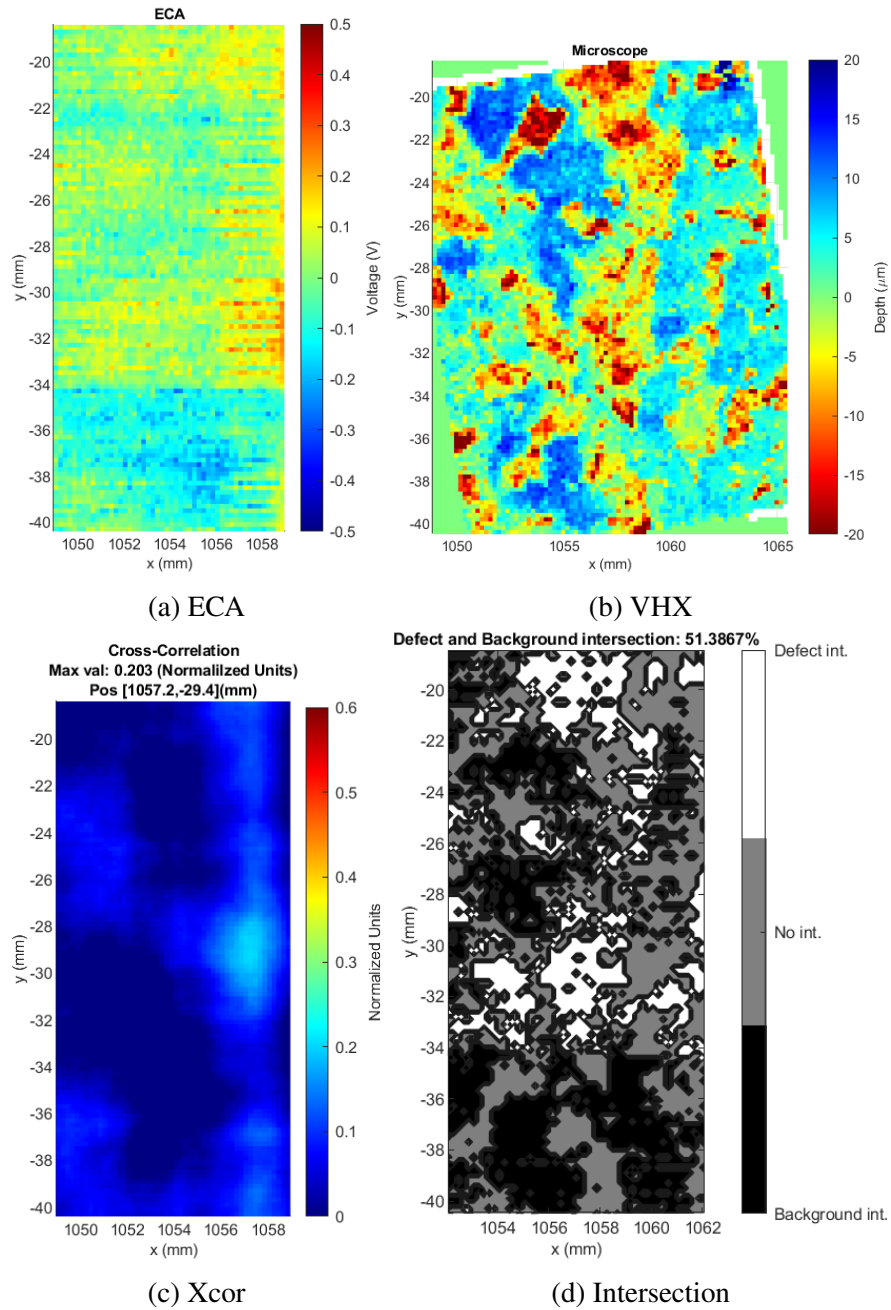 ECA
-20
-22
-24
-26
-28
-30
-32
-34
-36
-38
-40
y (mm)
1050 1052 1054 1056 1058
x (mm)
0.5
0.4
0.3
0.2
0.1
0
-0.1
-0.2
-0.3
-0.4
-0.5
Voltage (V)
(a) ECA
Microscope
-20
-22
-24
-26
-28
-30
-32
-34
-36
-38
-40
y (mm)
1050 1055 1060 1065
x (mm)
20
15
10
5
0
-5
-10
-15
-20
Depth (μm)
(b) VHX
Cross-Correlation
Max val: 0.203 (Normalilzed Units)
Pos [1057.2,-29.4](mm)
-20
-22
-24
-26
-28
-30
-32
-34
-36
-38
-40
y (mm)
1050 1052 1054 1056 1058
x (mm)
0.6
0.5
0.4
0.3
0.2
0.1
0
Normalized Units
(c) Xcor
Defect and Background intersection: 51.3867%
-20
-22
-24
-26
-28
-30
-32
-34
-36
-38
-40
y (mm)
1054 1056 1058 1060 1062
x (mm)
Defect int.
No int.
Background int.
(d) Intersection